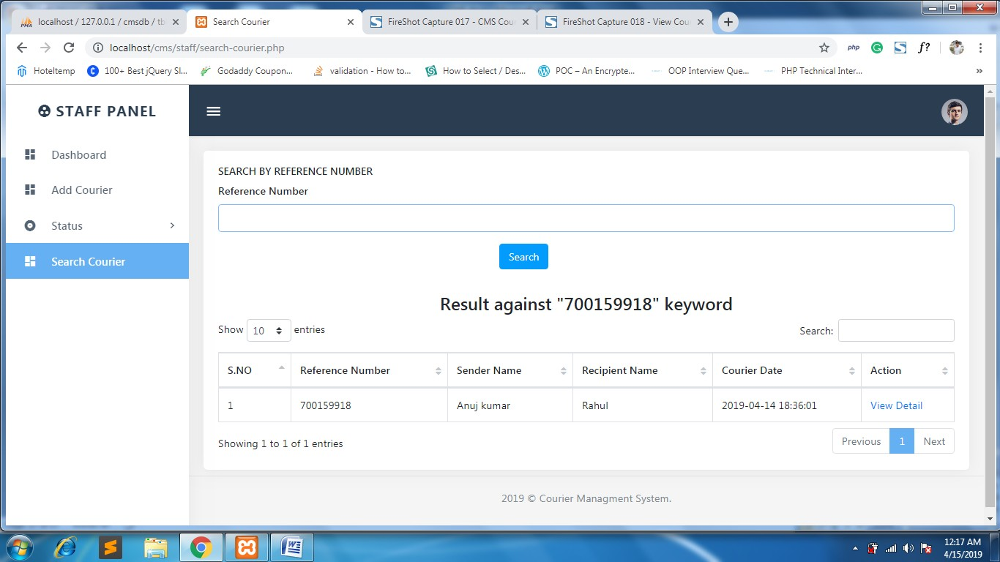 localhost / 127.0.0.1 / cmsdb / tb
Search Courier
FireShot Capture 017 - CMS Cou
FireShot Capture 018 - View Cou
localhost/cms/staff/search-courier.php
php
f?
Hoteltemp
100+ Best jQuery Sl...
Godaddy Coupon...
validation - How to...
How to Select / Des...
POC – An Encrypte...
OOP Interview Que...
PHP Technical Inter...
»
STAFF PANEL
Dashboard
Add Courier
Status
Search Courier
SEARCH BY REFERENCE NUMBER
Reference Number
Search
Result against "700159918" keyword
Show 10 entries
Search:
S.NO Reference Number Sender Name Recipient Name Courier Date Action
1 700159918 Anuj kumar Rahul 2019-04-14 18:36:01 View Detail
Showing 1 to 1 of 1 entries
Previous 1 Next
2019 © Courier Managment System.
12:17 AM
4/15/2019